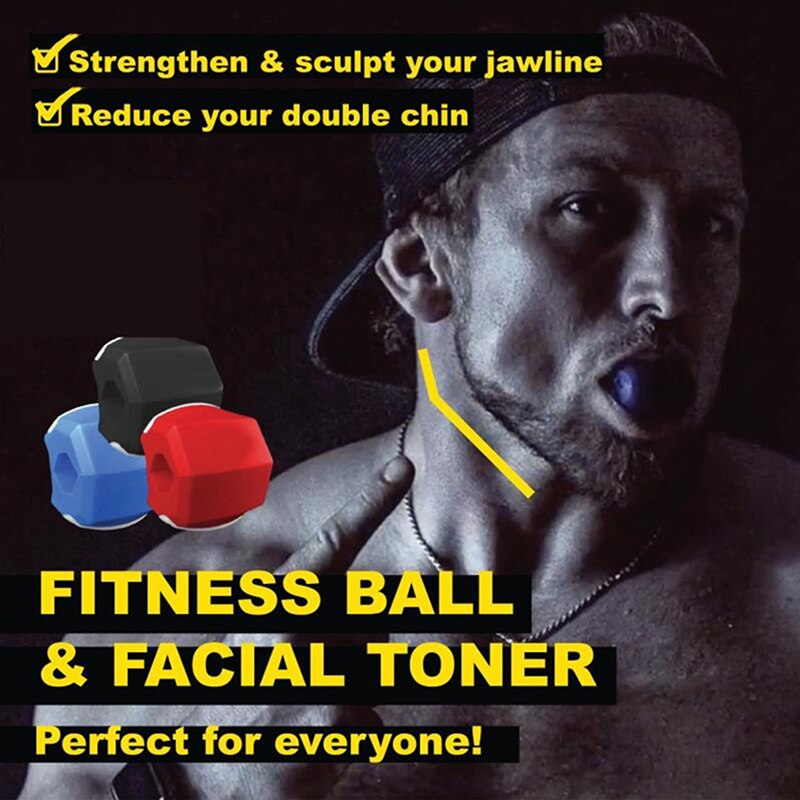 Strengthen & sculpt your jawline
Reduce your double chin
FITNESS BALL
& FACIAL TONER
Perfect for everyone!